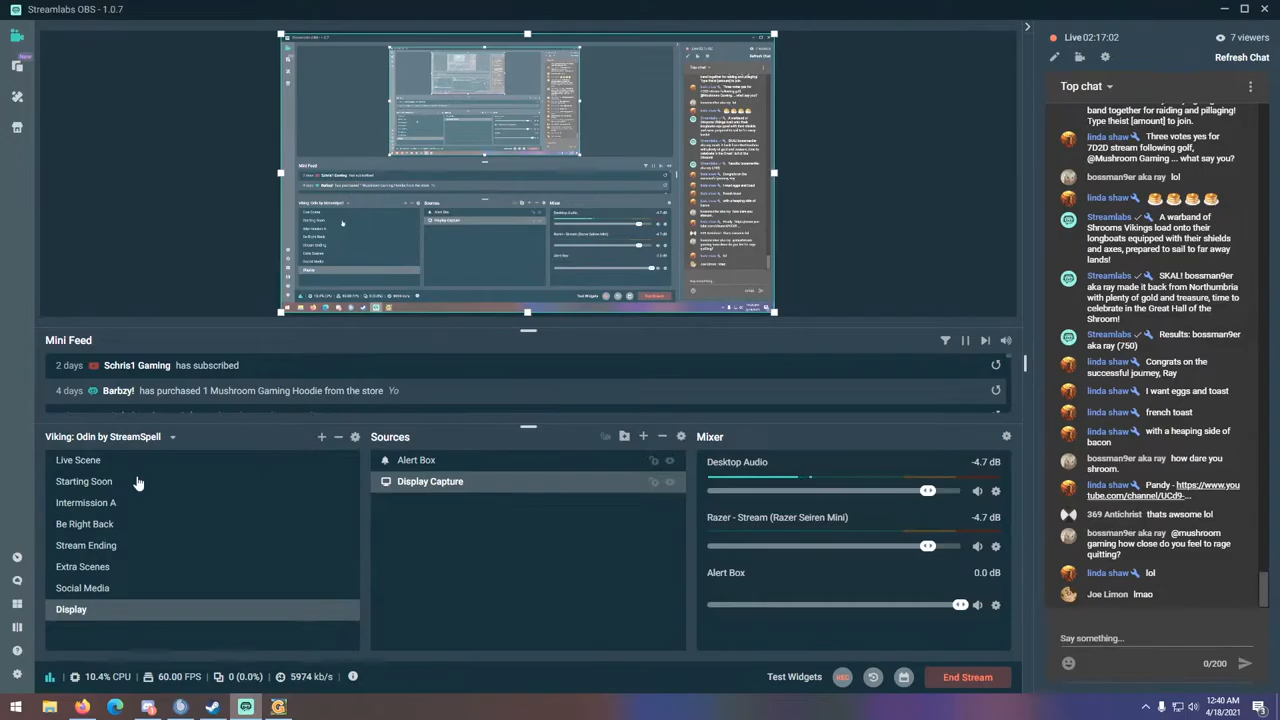 Streamlabs OBS - 1.0.7
New
Mini Feed
2 days Schris1 Gaming has subscribed
4 days Barbzy! has purchased 1 Mushroom Gaming Hoodie from the store Yo
Viking: Odin by StreamSpell
Live Scene
Starting Soon
Intermission A
Be Right Back
Stream Ending
Extra Scenes
Social Media
Display
Sources
Alert Box
Display Capture
Mixer
Desktop Audio -4.7 dB
Razer - Stream (Razer Seiren Mini) -4.7 dB
Alert Box 0.0 dB
10.4% CPU 60.00 FPS 0 (0.0%) 5974 kb/s
Test Widgets REC End Stream
Live 02:17:02 7 viewers
Refresh Chat
Top chat
band together for raiding and pillaging!
Type !heist [amount] to join.
linda shaw Three votes yes for
7/20 stream following golf,
@Mushroom Gaming, what say you?
bossman9er aka ray lol
linda shaw
Streamlabs A warband of
Shrooms Vikings led with their shields
and axes, prepared to set out to faraway
lands!
Streamlabs SKAL! bossman9er
aka ray made it back from Northumbria
with plenty of gold and treasure, time to
celebrate in the Great Hall of the
Shroom!
Streamlabs Results: bossman9er
aka ray (750)
linda shaw Congrats on the
successful journey, Ray
linda shaw I want eggs and toast
linda shaw french toast
linda shaw with a heaping side of
bacon
bossman9er aka ray how dare you
shroom.
linda shaw Pandy - https://www.you
tube.com/channel/UCd9-...
369 Antichrist thats awsome lol
bossman9er aka ray @mushroom
gaming how close do you feel to rage
quitting?
linda shaw lol
Joe Limon lmao
Say something...
0/200
12:40 AM
4/18/2021